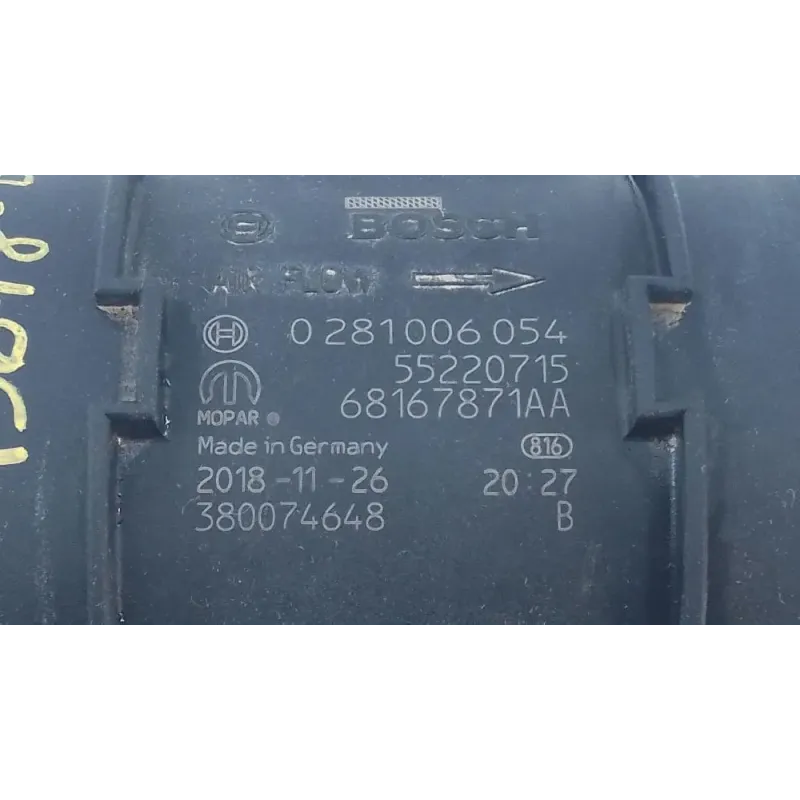 BOSCH
AIR FLOW
0 281 006 054
55220715
68167871AA
MOPAR
Made in Germany 816
2018-11-26 20:27
380074648 B